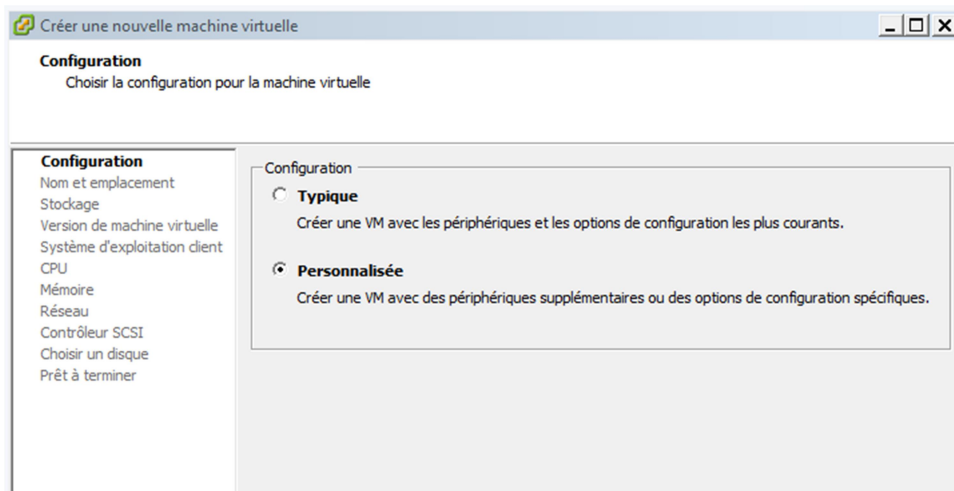 Créer une nouvelle machine virtuelle
Configuration
Choisir la configuration pour la machine virtuelle
Configuration
Nom et emplacement
Stockage
Version de machine virtuelle
Système d'exploitation client
CPU
Mémoire
Réseau
Contrôleur SCSI
Choisir un disque
Prêt à terminer
Configuration
Typique
Créer une VM avec les périphériques et les options de configuration les plus courants.
Personnalisée
Créer une VM avec des périphériques supplémentaires ou des options de configuration spécifiques.